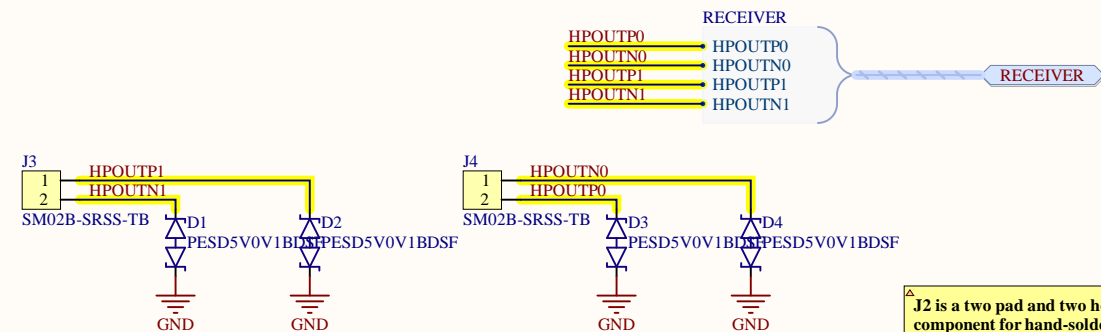 RECEIVER
HPOUTP0
HPOUTN0
HPOUTP1
HPOUTN1
HPOUTP0
HPOUTN0
HPOUTP1
HPOUTN1
RECEIVER
J3
1
2
HPOUTP1
HPOUTN1
SM02B-SRSS-TB
D1
PESD5V0V1BDSF
D2
PESD5V0V1BDSF
GND
GND
J4
1
2
HPOUTN0
HPOUTP0
SM02B-SRSS-TB
D3
PESD5V0V1BDSF
D4
PESD5V0V1BDSF
GND
GND
J2 is a two pad and two
component for